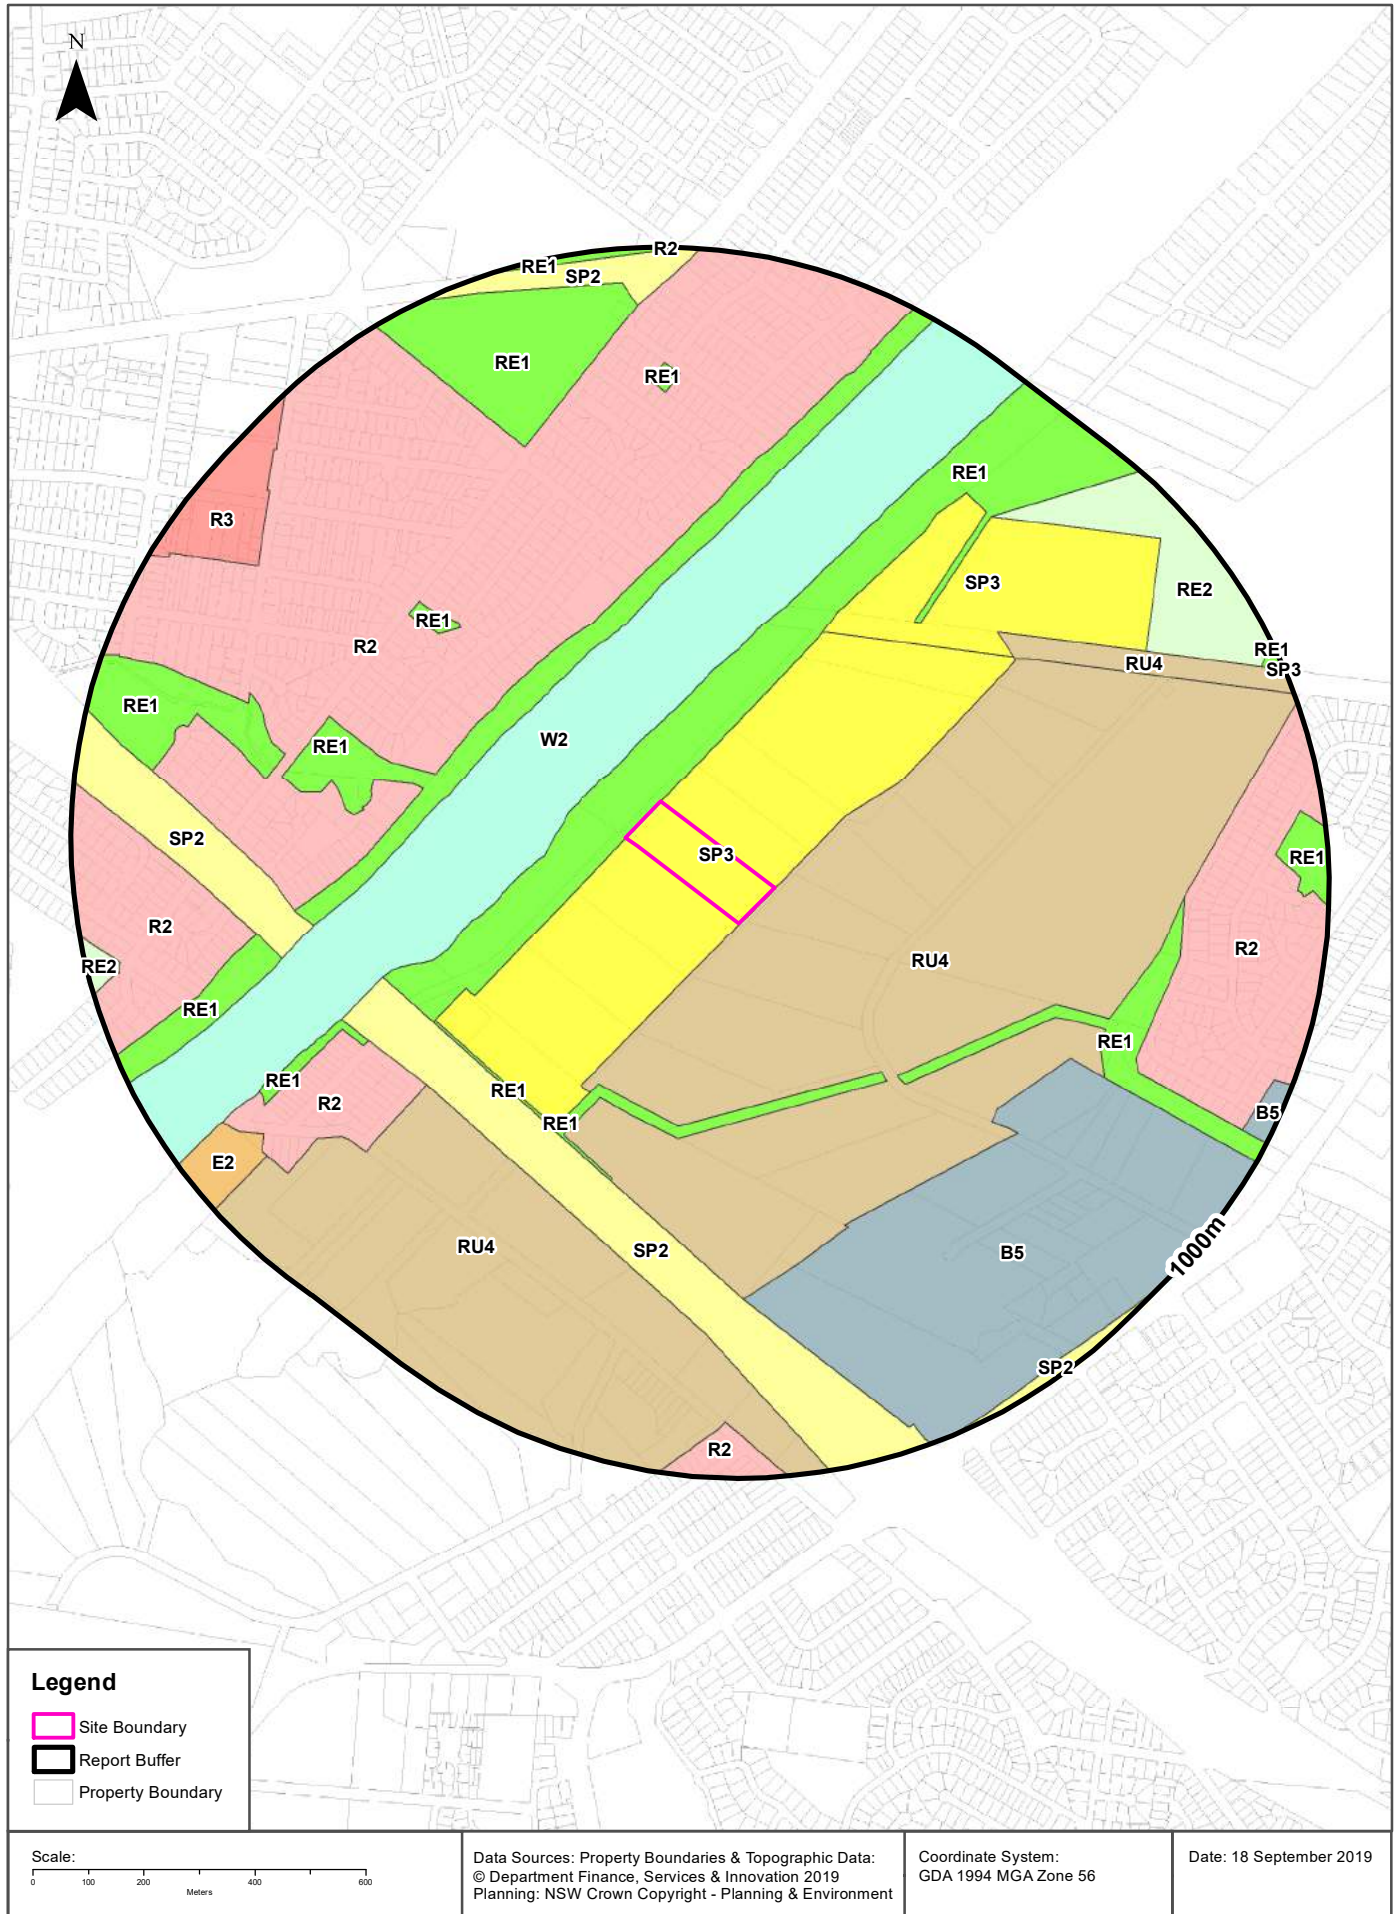 N
R2
RE1
SP2
RE1
RE1
RE1
R3
SP3
RE2
RE1
R2
RE1
RU4
SP3
RE1
RE1
W2
SP2
SP3
RE1
R2
R2
RU4
RE2
RE1
RE1
RE1
RE1
R2
B5
RE1
E2
RU4
SP2
B5
1000m
SP2
R2
Legend
Site Boundary
Report Buffer
Property Boundary
Scale:
0 100 200 400 600
Meters
Data Sources: Property Boundaries & Topographic Data:
© Department Finance, Services & Innovation 2019
Planning: NSW Crown Copyright - Planning & Environment
Coordinate System:
GDA 1994 MGA Zone 56
Date: 18 September 2019